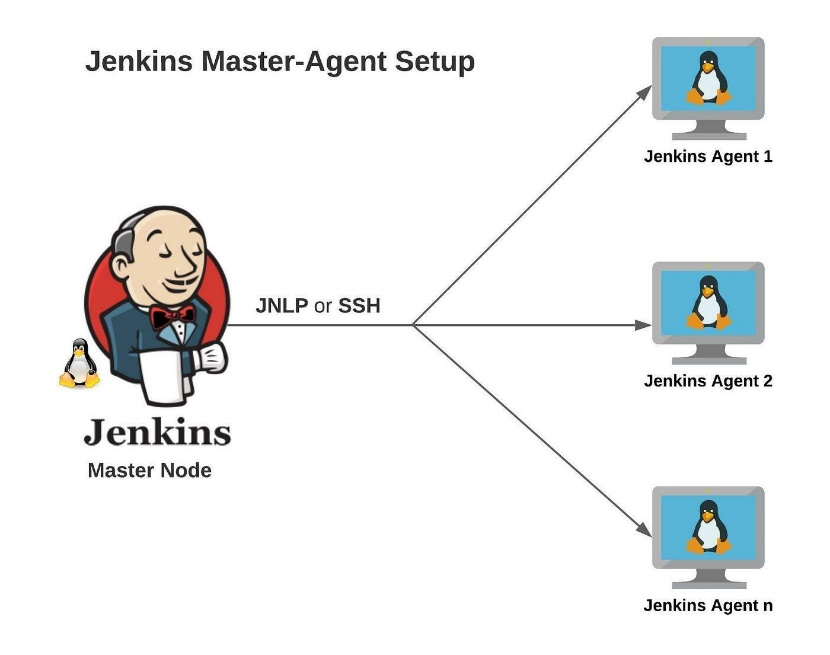 Jenkins Master-Agent Setup
Jenkins Agent 1
JNLP or SSH
Jenkins Agent 2
Jenkins
Master Node
Jenkins Agent n